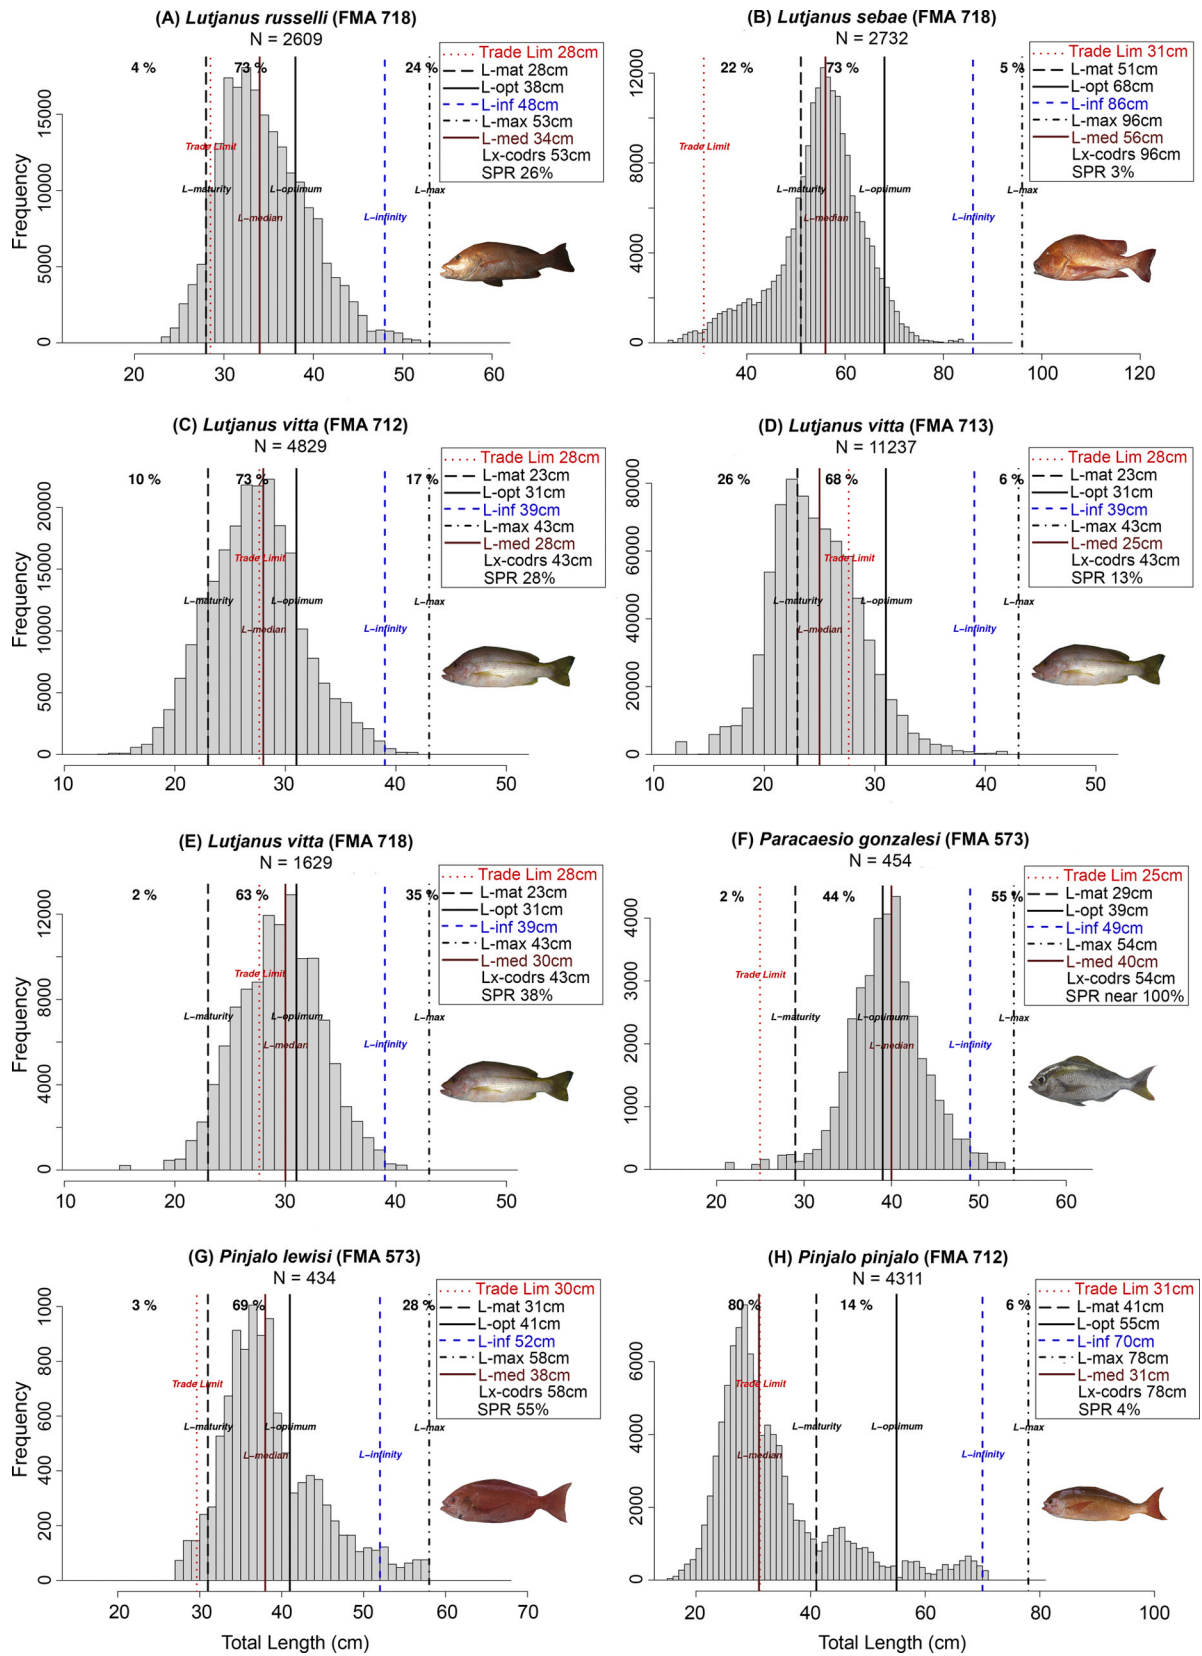 (A) Lutjanus russelli (FMA 718)
N = 2609
4 %
73 %
24 %
Trade Lim 28cm
L-mat 28cm
L-opt 38cm
L-inf 48cm
L-max 53cm
L-med 34cm
Lx-codrs 53cm
SPR 26%
Trade Limit
L-maturity
L-optimum
L-max
L-median
L-infinity
Frequency
0
5000
10000
15000
20
30
40
50
60
(B) Lutjanus sebae (FMA 718)
N = 2732
22 %
73 %
5 %
Trade Lim 31cm
L-mat 51cm
L-opt 68cm
L-inf 86cm
L-max 96cm
L-med 56cm
Lx-codrs 96cm
SPR 3%
Trade Limit
L-maturity
L-optimum
L-max
L-median
L-infinity
0
4000
8000
12000
40
60
80
100
120
(C) Lutjanus vitta (FMA 712)
N = 4829
10 %
73 %
17 %
Trade Lim 28cm
L-mat 23cm
L-opt 31cm
L-inf 39cm
L-max 43cm
L-med 28cm
Lx-codrs 43cm
SPR 28%
Trade Limit
L-maturity
L-optimum
L-max
L-median
L-infinity
Frequency
0
5000
10000
15000
20000
10
20
30
40
50
(D) Lutjanus vitta (FMA 713)
N = 11237
26 %
68 %
6 %
Trade Lim 28cm
L-mat 23cm
L-opt 31cm
L-inf 39cm
L-max 43cm
L-med 25cm
Lx-codrs 43cm
SPR 13%
Trade Limit
L-maturity
L-optimum
L-max
L-median
L-infinity
0
20000
40000
60000
80000
10
20
30
40
50
(E) Lutjanus vitta (FMA 718)
N = 1629
2 %
63 %
35 %
Trade Lim 28cm
L-mat 23cm
L-opt 31cm
L-inf 39cm
L-max 43cm
L-med 30cm
Lx-codrs 43cm
SPR 38%
Trade Limit
L-maturity
L-optimum
L-max
L-median
L-infinity
Frequency
0
4000
8000
12000
10
20
30
40
50
(F) Paracaesio gonzalesi (FMA 573)
N = 454
2 %
44 %
55 %
Trade Lim 25cm
L-mat 29cm
L-opt 39cm
L-inf 49cm
L-max 54cm
L-med 40cm
Lx-codrs 54cm
SPR near 100%
Trade Limit
L-maturity
L-optimum
L-max
L-median
L-infinity
0
1000
2000
3000
4000
20
30
40
50
60
(G) Pinjalo lewisi (FMA 573)
N = 434
3 %
69 %
28 %
Trade Lim 30cm
L-mat 31cm
L-opt 41cm
L-inf 52cm
L-max 58cm
L-med 38cm
Lx-codrs 58cm
SPR 55%
Trade Limit
L-maturity
L-optimum
L-max
L-median
L-infinity
Frequency
0
200
400
600
800
1000
20
30
40
50
60
70
Total Length (cm)
(H) Pinjalo pinjalo (FMA 712)
N = 4311
80 %
14 %
6 %
Trade Lim 31cm
L-mat 41cm
L-opt 55cm
L-inf 70cm
L-max 78cm
L-med 31cm
Lx-codrs 78cm
SPR 4%
Trade Limit
L-maturity
L-optimum
L-max
L-median
L-infinity
0
2000
4000
6000
20
40
60
80
100
Total Length (cm)